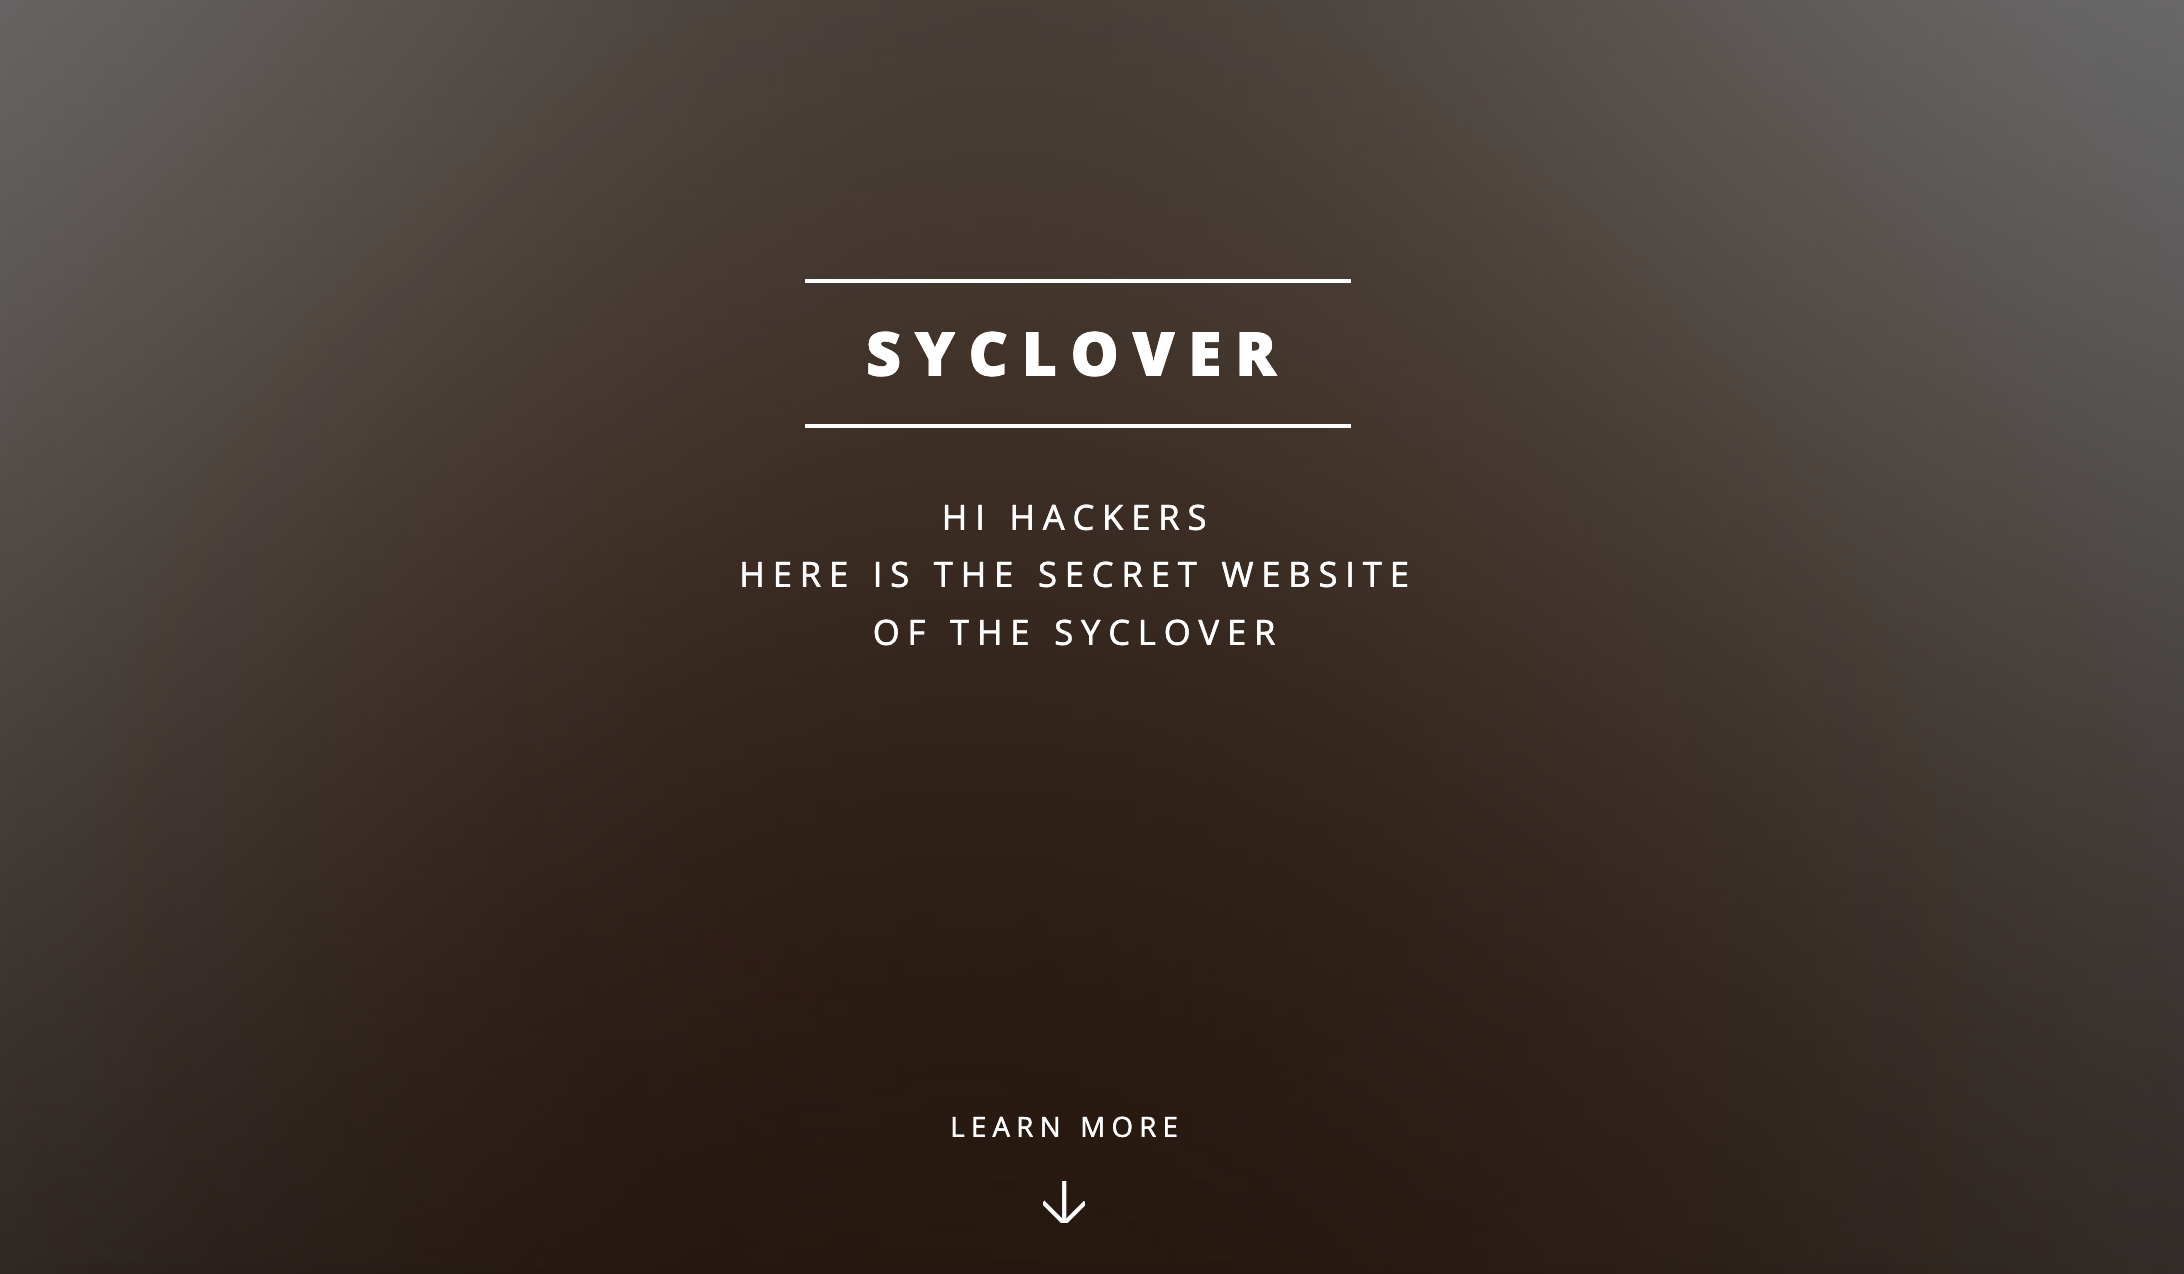 SYCLOVER
HI HACKERS
HERE IS THE SECRET WEBSITE
OF THE SYCLOVER
LEARN MORE